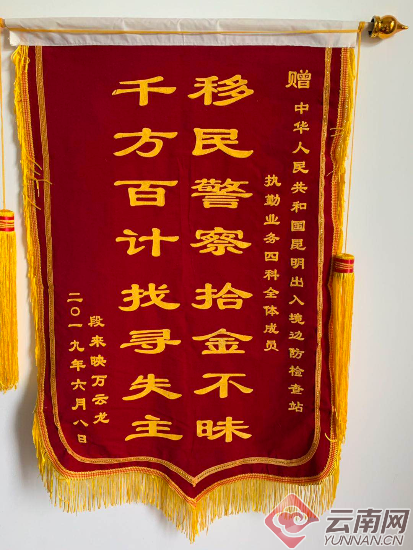 赠 中华人民共和国昆明出入境边防检查站
执勤业务四科全体成员
移民警察拾金不昧
千方百计找寻失主
段来映万云龙
二〇一九年六月八日
云南网
YUNNAN.CN